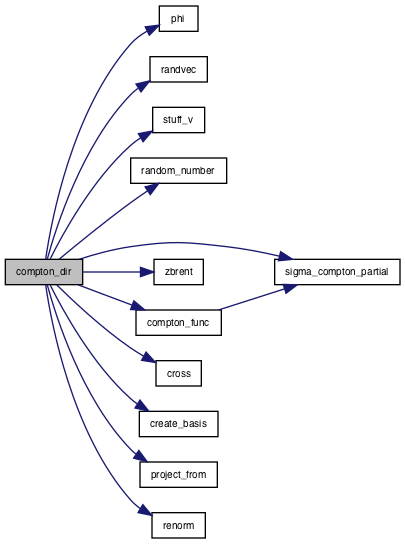 phi
randvec
stuff_v
random_number
compton_dir
zbrent
sigma_compton_partial
compton_func
cross
create_basis
project_from
renorm